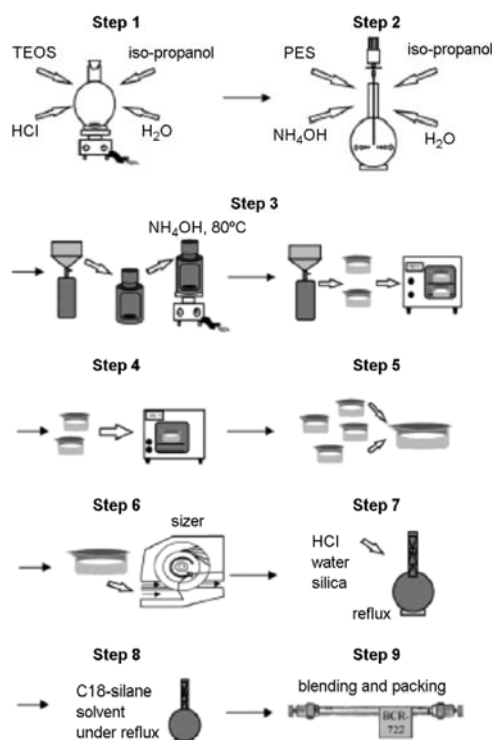 Step 1
Step 2
TEOS
iso-propanol
HCl
H₂O
PES
iso-propanol
NH₄OH
H₂O
Step 3
NH₄OH, 80ºC
Step 4
Step 5
Step 6
Step 7
sizer
HCl
water
silica
reflux
Step 8
Step 9
C18-silane
solvent
under reflux
blending and packing
BCR-
722